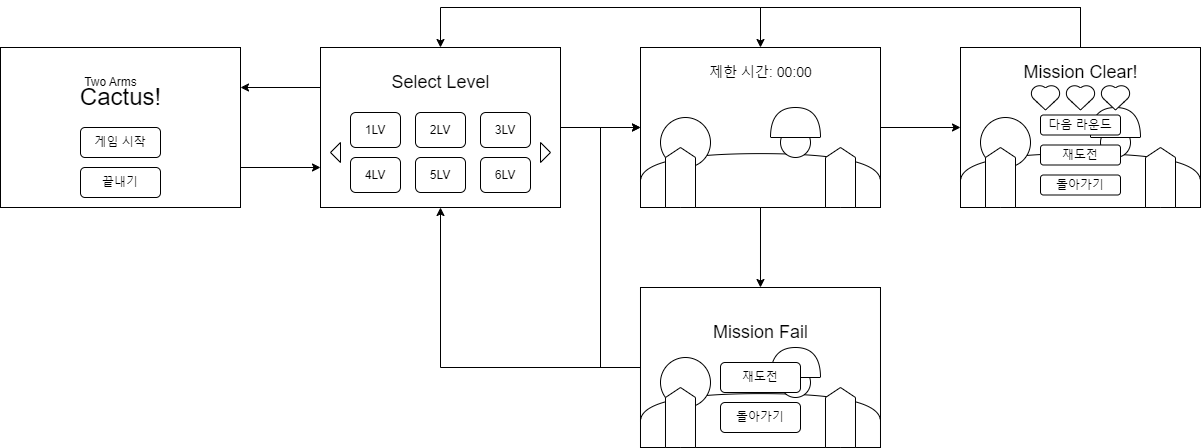 Two Arms
Cactus!
게임 시작
끝내기
Select Level
1LV 2LV 3LV
4LV 5LV 6LV
제한 시간: 00:00
Mission Clear!
다음 라운드
재도전
돌아가기
Mission Fail
재도전
돌아가기